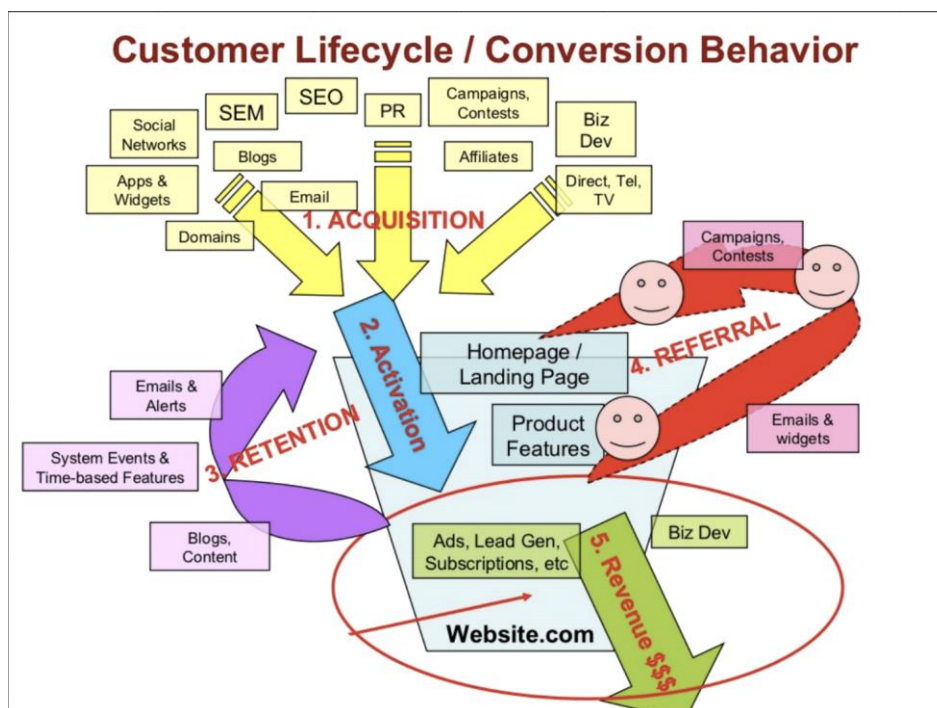 Customer Lifecycle / Conversion Behavior
SEO
SEM
PR
Campaigns,
Contests
Biz
Dev
Social
Networks
Blogs
Affiliates
Apps &
Widgets
Email
Direct, Tel,
TV
1. ACQUISITION
Domains
Campaigns,
Contests
2. Activation
Homepage /
Landing Page
4. REFERRAL
Emails &
Alerts
Product
Features
Emails &
widgets
3. RETENTION
System Events &
Time-based Features
Blogs,
Content
Ads, Lead Gen,
Subscriptions, etc
Biz Dev
5. Revenue $$$
Website.com